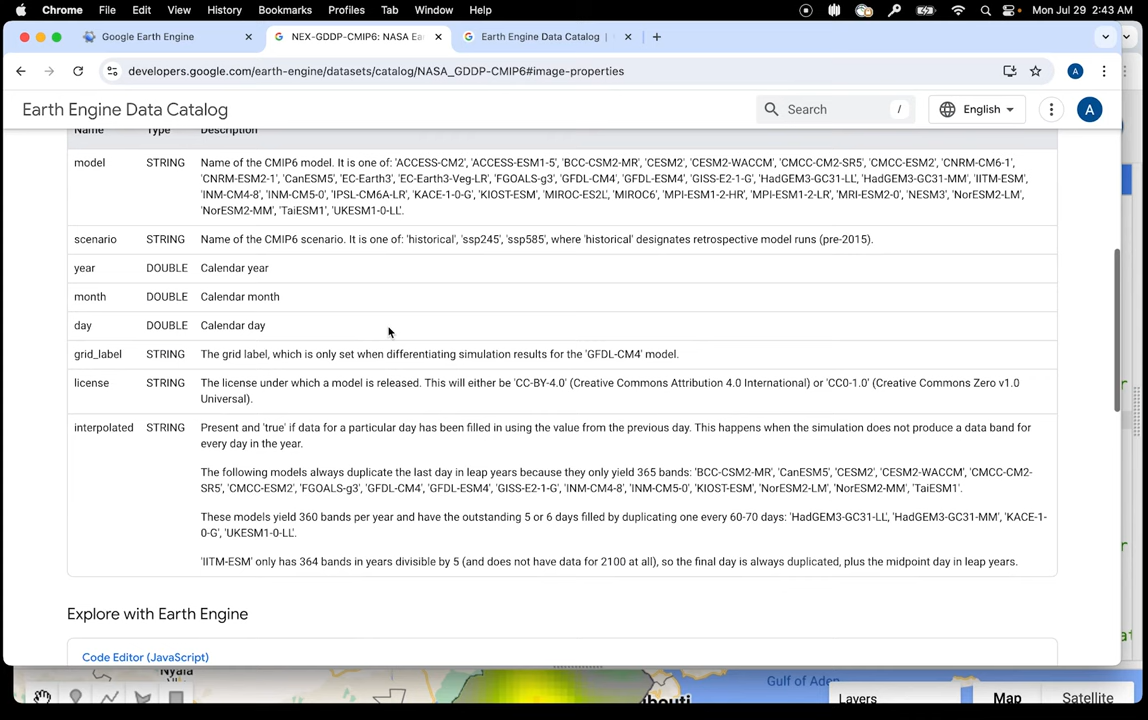 Chrome File Edit View History Bookmarks Profiles Tab Window Help Mon Jul 29 2:43 AM
Google Earth Engine NEX-GDDP-CMIP6: NASA Ea Earth Engine Data Catalog
developers.google.com/earth-engine/datasets/catalog/NASA_GDDP-CMIP6#image-properties A
Earth Engine Data Catalog Search / English A
Name Type Description
model STRING Name of the CMIP6 model. It is one of: 'ACCESS-CM2', 'ACCESS-ESM1-5', 'BCC-CSM2-MR', 'CESM2', 'CESM2-WACCM', 'CMCC-CM2-SR5', 'CMCC-ESM2', 'CNRM-CM6-1',
'CNRM-ESM2-1', 'CanESM5', 'EC-Earth3', 'EC-Earth3-Veg-LR', 'FGOALS-g3', 'GFDL-CM4', 'GFDL-ESM4', 'GISS-E2-1-G', 'HadGEM3-GC31-LL', 'HadGEM3-GC31-MM', 'IITM-ESM',
'INM-CM4-8', 'INM-CM5-0', 'IPSL-CM6A-LR', 'KACE-1-0-G', 'KIOST-ESM', 'MIROC-ES2L', 'MIROC6', 'MPI-ESM1-2-HR', 'MPI-ESM1-2-LR', 'MRI-ESM2-0', 'NESM3', 'NorESM2-LM',
'NorESM2-MM', 'TaiESM1', 'UKESM1-0-LL'.
scenario STRING Name of the CMIP6 scenario. It is one of: 'historical', 'ssp245', 'ssp585', where 'historical' designates retrospective model runs (pre-2015).
year DOUBLE Calendar year
month DOUBLE Calendar month
day DOUBLE Calendar day
grid_label STRING The grid label, which is only set when differentiating simulation results for the 'GFDL-CM4' model.
license STRING The license under which a model is released. This will either be 'CC-BY-4.0' (Creative Commons Attribution 4.0 International) or 'CC0-1.0' (Creative Commons Zero v1.0
Universal).
interpolated STRING Present and 'true' if data for a particular day has been filled in using the value from the previous day. This happens when the simulation does not produce a data band for
every day in the year.
The following models always duplicate the last day in leap years because they only yield 365 bands: 'BCC-CSM2-MR', 'CanESM5', 'CESM2', 'CESM2-WACCM', 'CMCC-CM2-
SR5', 'CMCC-ESM2', 'FGOALS-g3', 'GFDL-CM4', 'GFDL-ESM4', 'GISS-E2-1-G', 'INM-CM4-8', 'INM-CM5-0', 'KIOST-ESM', 'NorESM2-LM', 'NorESM2-MM', 'TaiESM1'.
These models yield 360 bands per year and have the outstanding 5 or 6 days filled by duplicating one every 60-70 days: 'HadGEM3-GC31-LL', 'HadGEM3-GC31-MM', 'KACE-1-
0-G', 'UKESM1-0-LL'.
'IITM-ESM' only has 364 bands in years divisible by 5 (and does not have data for 2100 at all), so the final day is always duplicated, plus the midpoint day in leap years.
Explore with Earth Engine
Code Editor (JavaScript)
Nyala Gulf of Aden
Layers Map Satellite